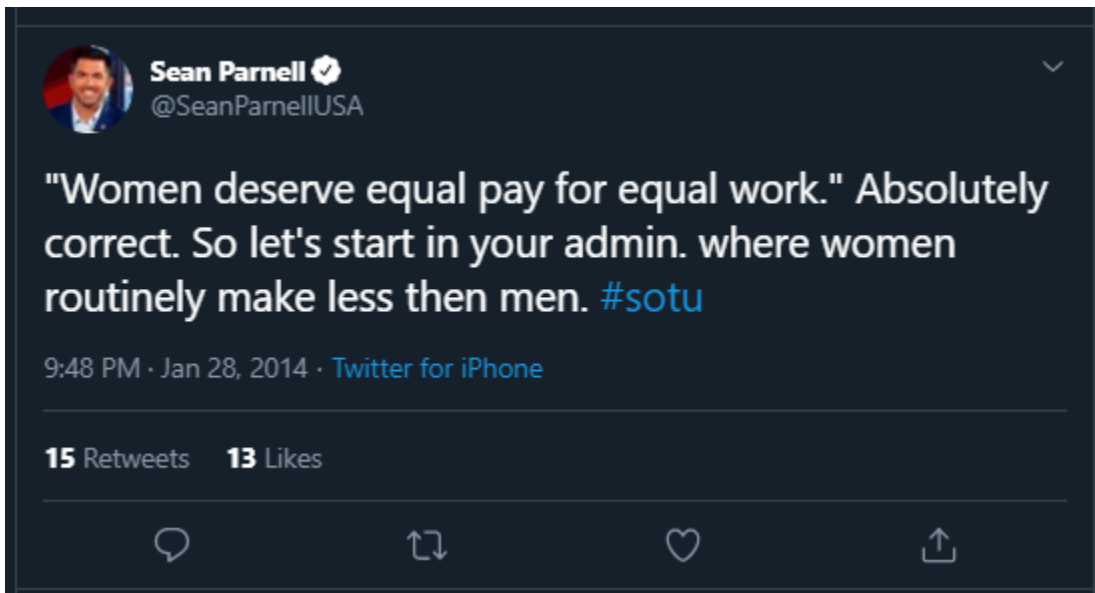 Sean Parnell
@SeanParnellUSA
"Women deserve equal pay for equal work." Absolutely
correct. So let's start in your admin. where women
routinely make less then men. #sotu
9:48 PM · Jan 28, 2014 · Twitter for iPhone
15 Retweets 13 Likes